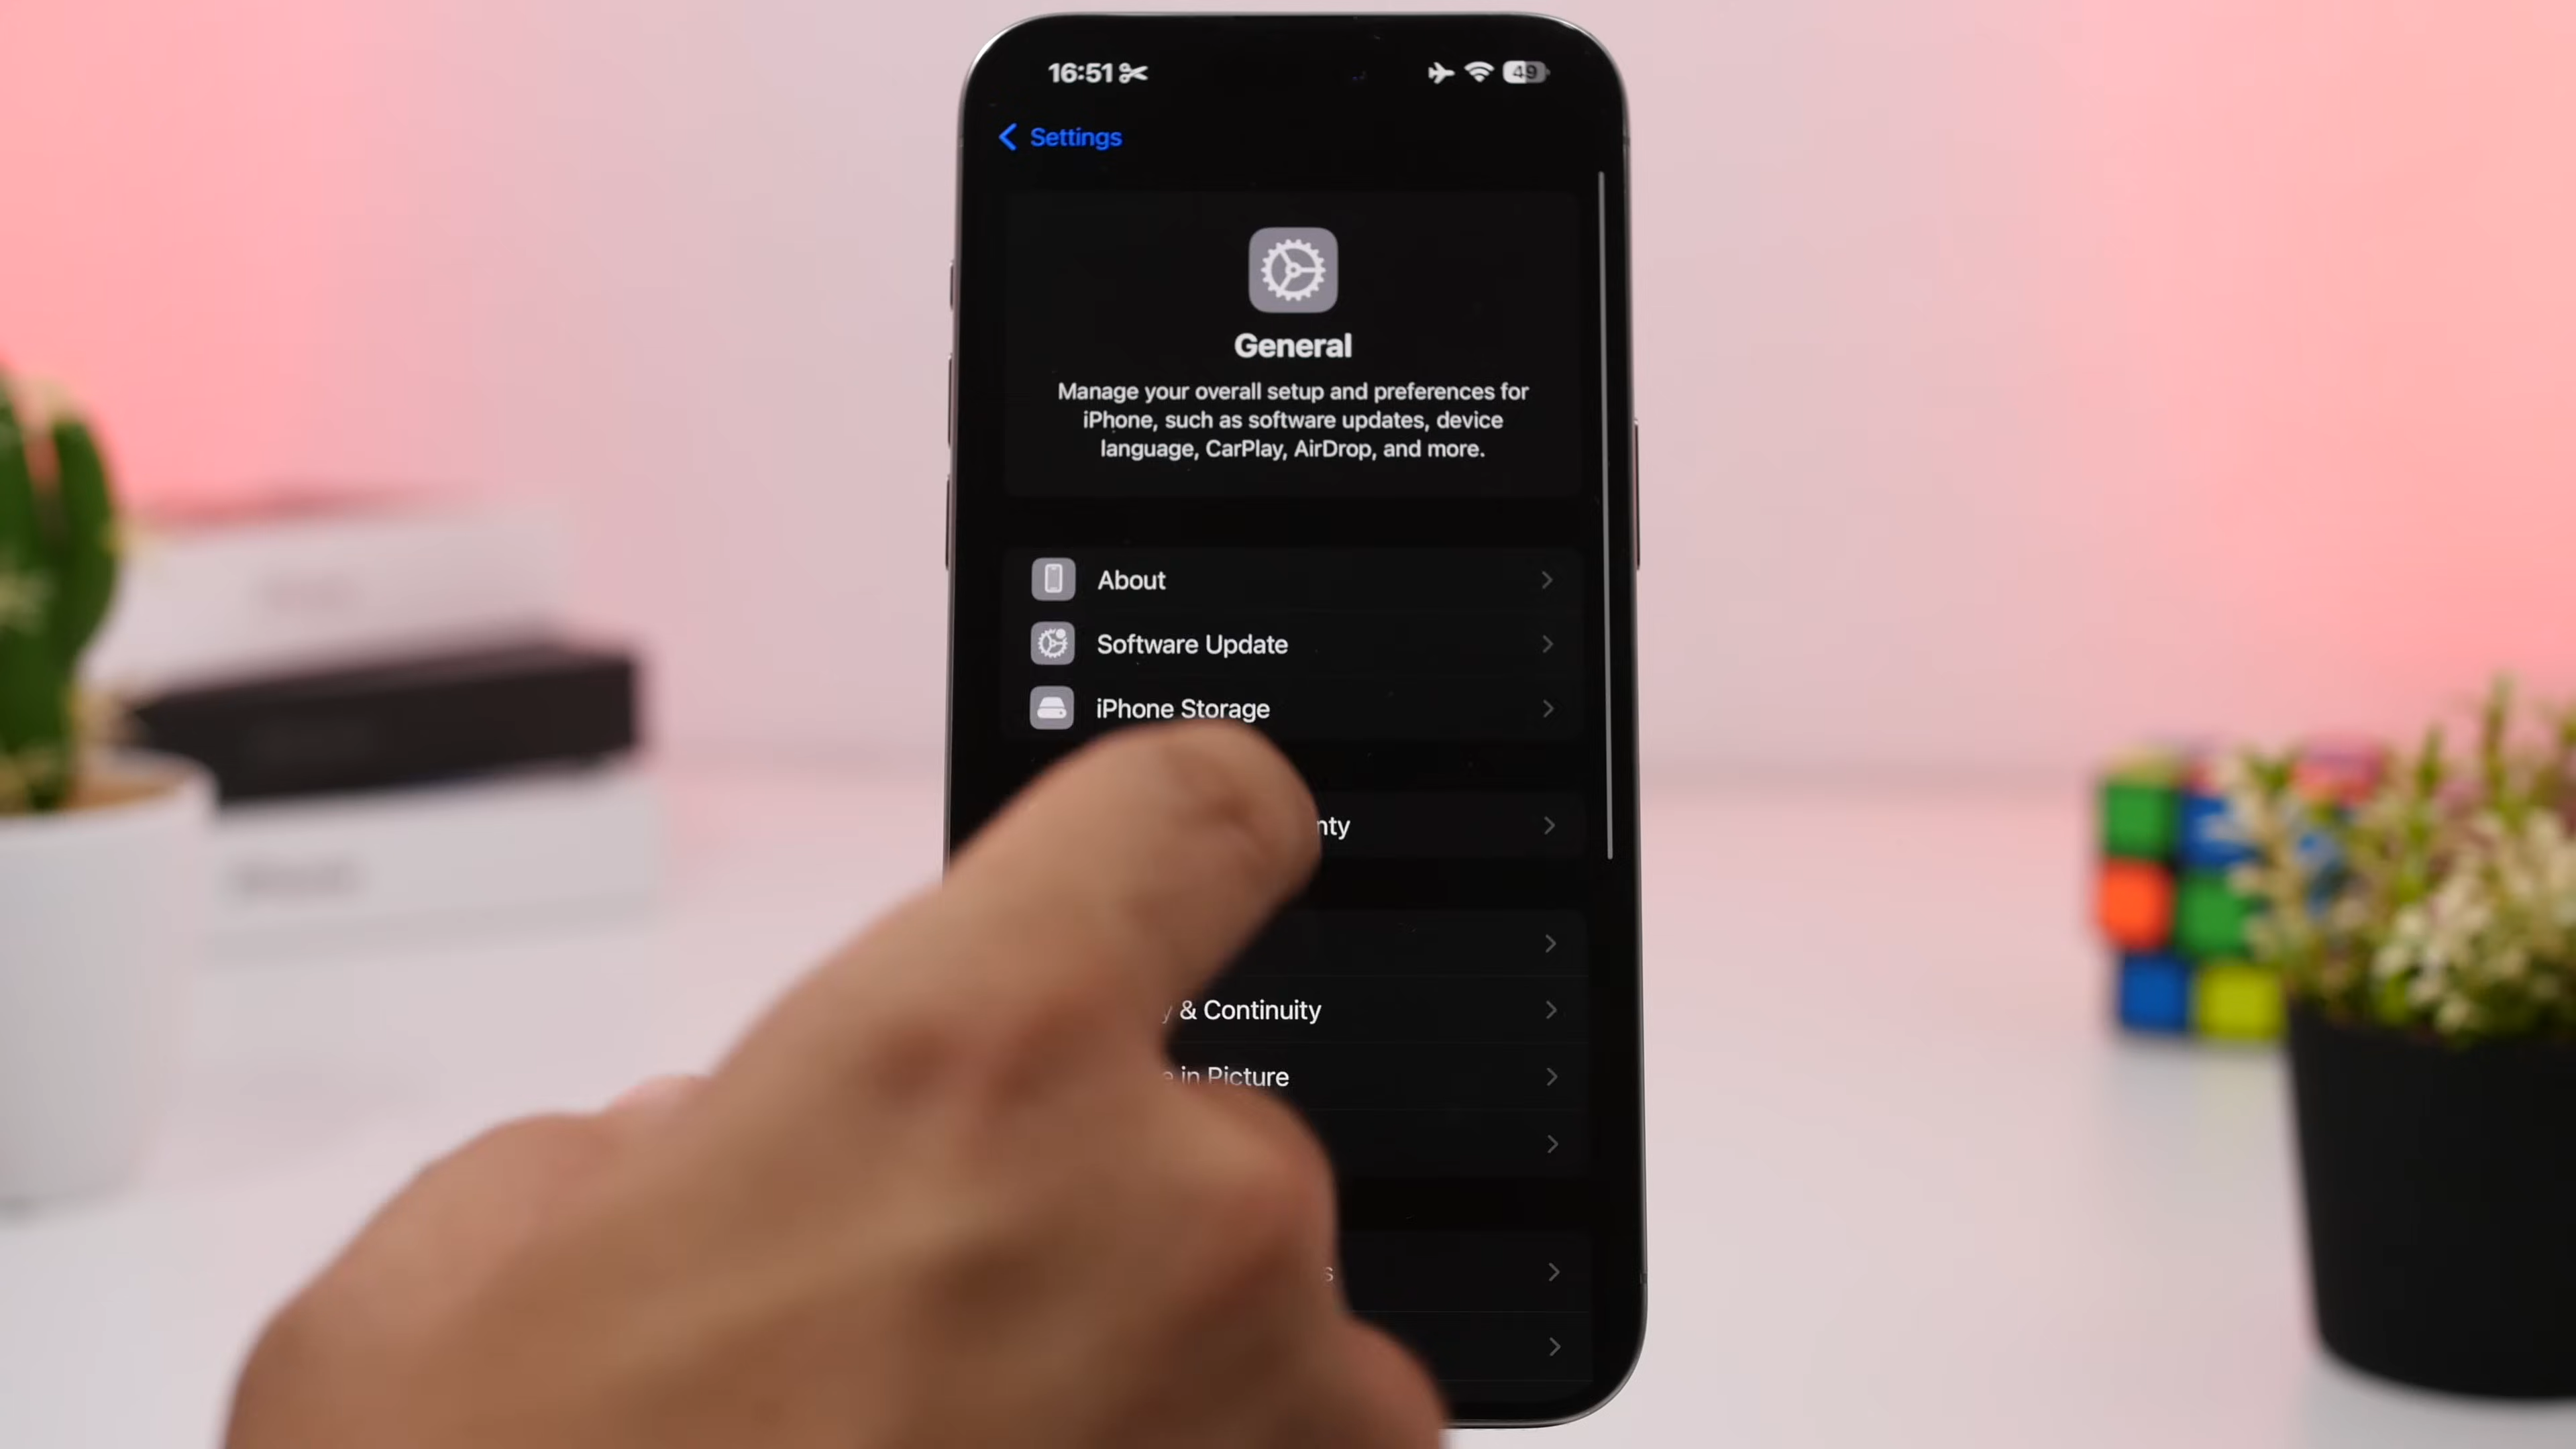 16:51
49
Settings
General
Manage your overall setup and preferences for
iPhone, such as software updates, device
language, CarPlay, AirDrop, and more.
About
Software Update
iPhone Storage
nty
y & Continuity
in Picture
s